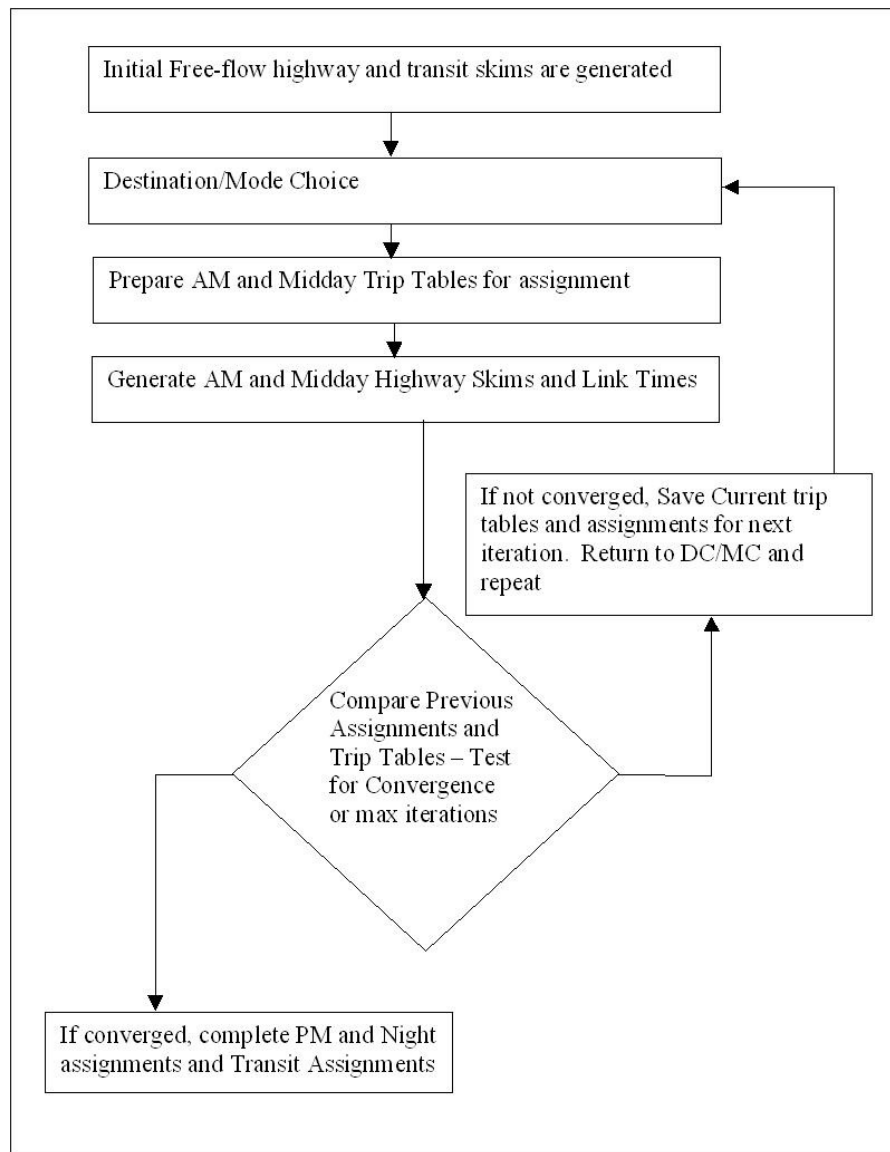 Initial Free-flow highway and transit skims are generated
Destination/Mode Choice
Prepare AM and Midday Trip Tables for assignment
Generate AM and Midday Highway Skims and Link Times
If not converged, Save Current trip
tables and assignments for next
iteration.  Return to DC/MC and
repeat
Compare Previous
Assignments and
Trip Tables – Test
for Convergence
or max iterations
If converged, complete PM and Night
assignments and Transit Assignments